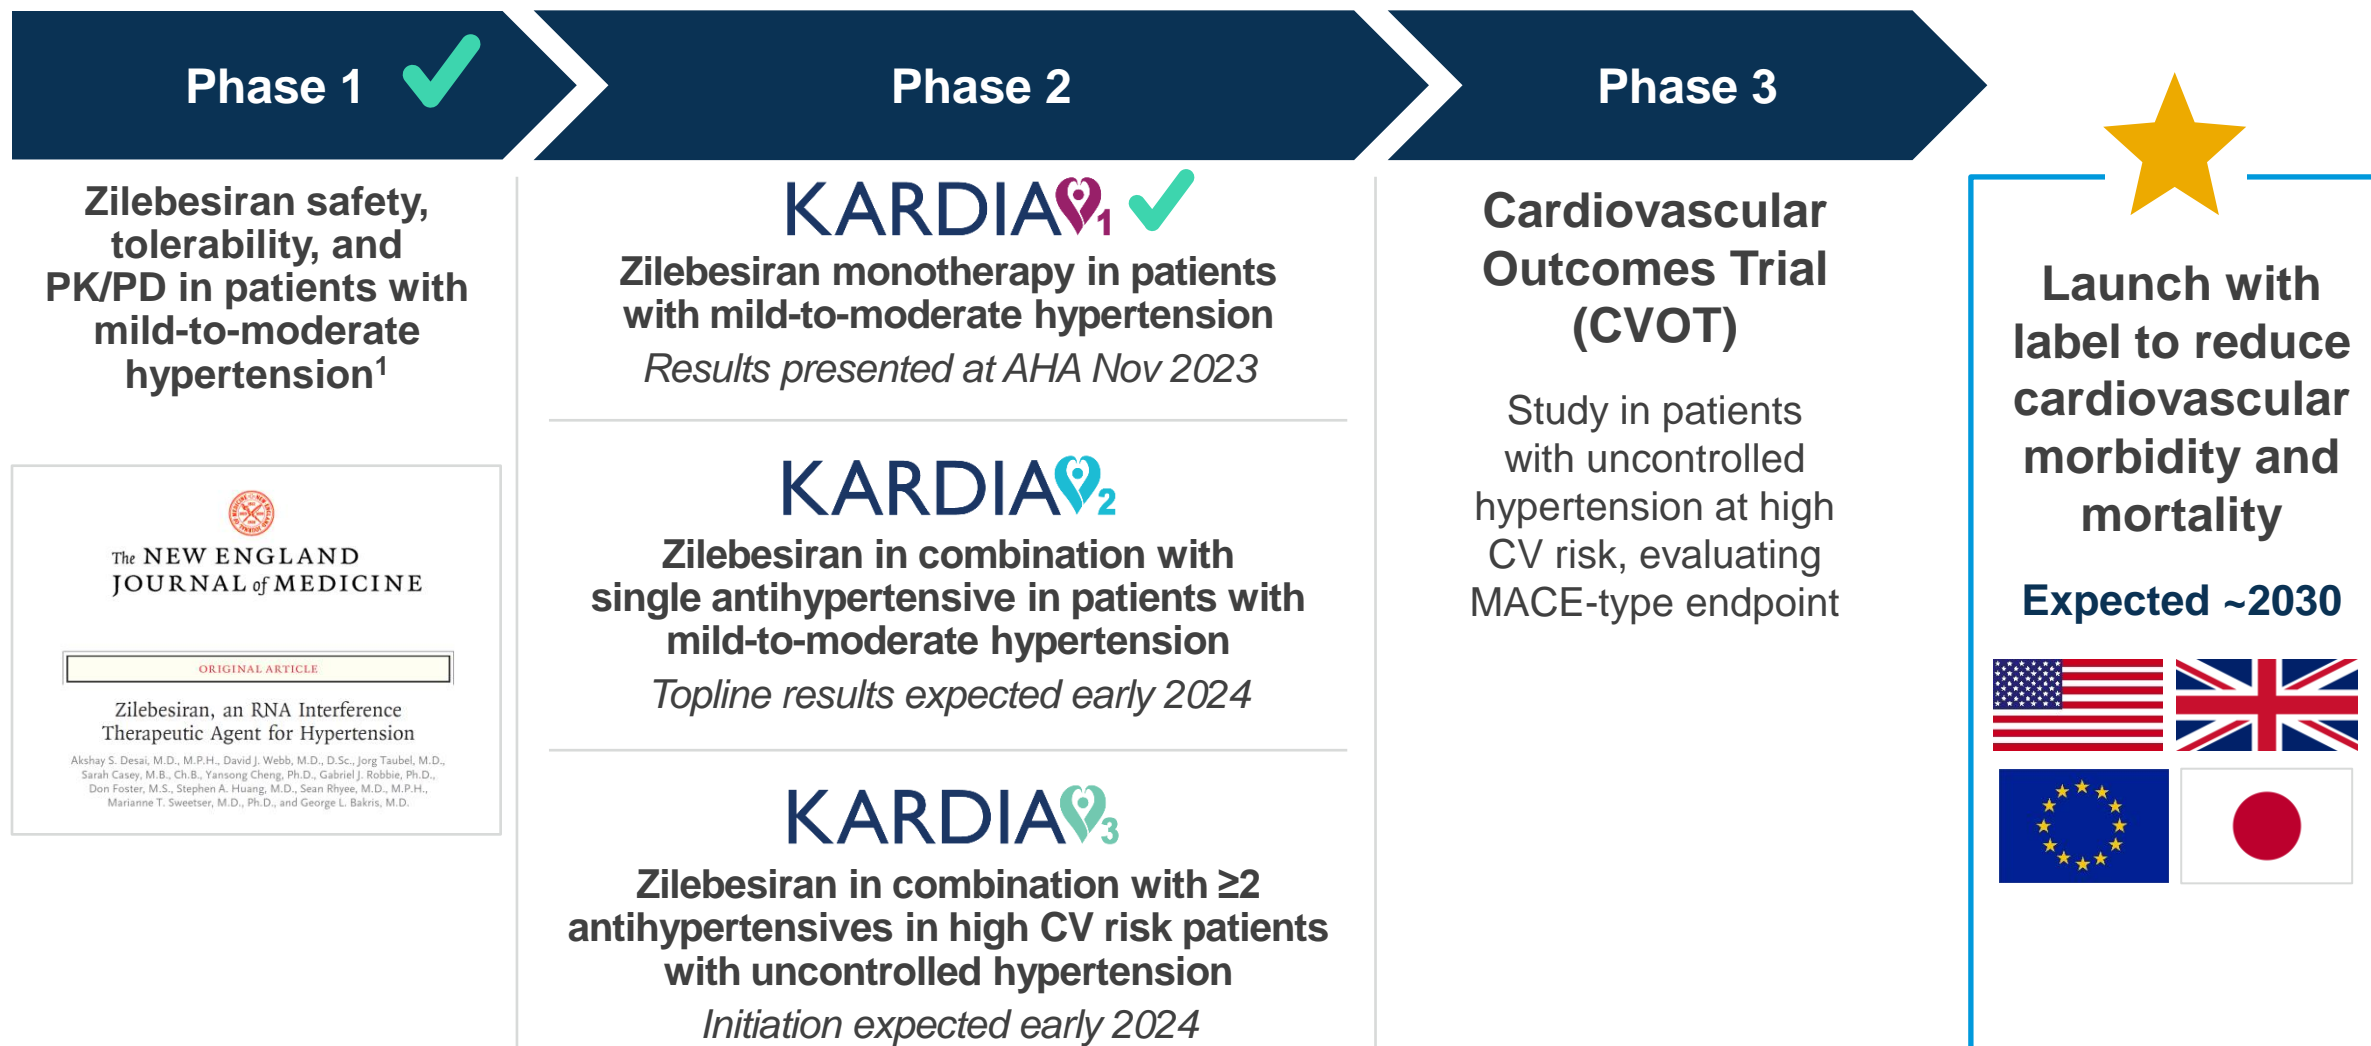 Phase 1
Phase 2
Phase 3
Zilebesiran safety,
tolerability, and
PK/PD in patients with
mild-to-moderate
hypertension¹
The NEW ENGLAND
JOURNAL of MEDICINE
ORIGINAL ARTICLE
Zilebesiran, an RNA Interference
Therapeutic Agent for Hypertension
Akshay S. Desai, M.D., M.P.H., David J. Webb, M.D., D.Sc., Jorg Taubel, M.D.,
Sarah Casey, M.B., Ch.B., Yansong Cheng, Ph.D., Gabriel J. Robbie, Ph.D.,
Don Foster, M.S., Stephen A. Huang, M.D., Sean Rhyee, M.D., M.P.H.,
Marianne T. Sweetser, M.D., Ph.D., and George L. Bakris, M.D.
KARDIA 1
Zilebesiran monotherapy in patients
with mild-to-moderate hypertension
Results presented at AHA Nov 2023
KARDIA 2
Zilebesiran in combination with
single antihypertensive in patients with
mild-to-moderate hypertension
Topline results expected early 2024
KARDIA 3
Zilebesiran in combination with ≥2
antihypertensives in high CV risk patients
with uncontrolled hypertension
Initiation expected early 2024
Cardiovascular
Outcomes Trial
(CVOT)
Study in patients
with uncontrolled
hypertension at high
CV risk, evaluating
MACE-type endpoint
Launch with
label to reduce
cardiovascular
morbidity and
mortality
Expected ~2030